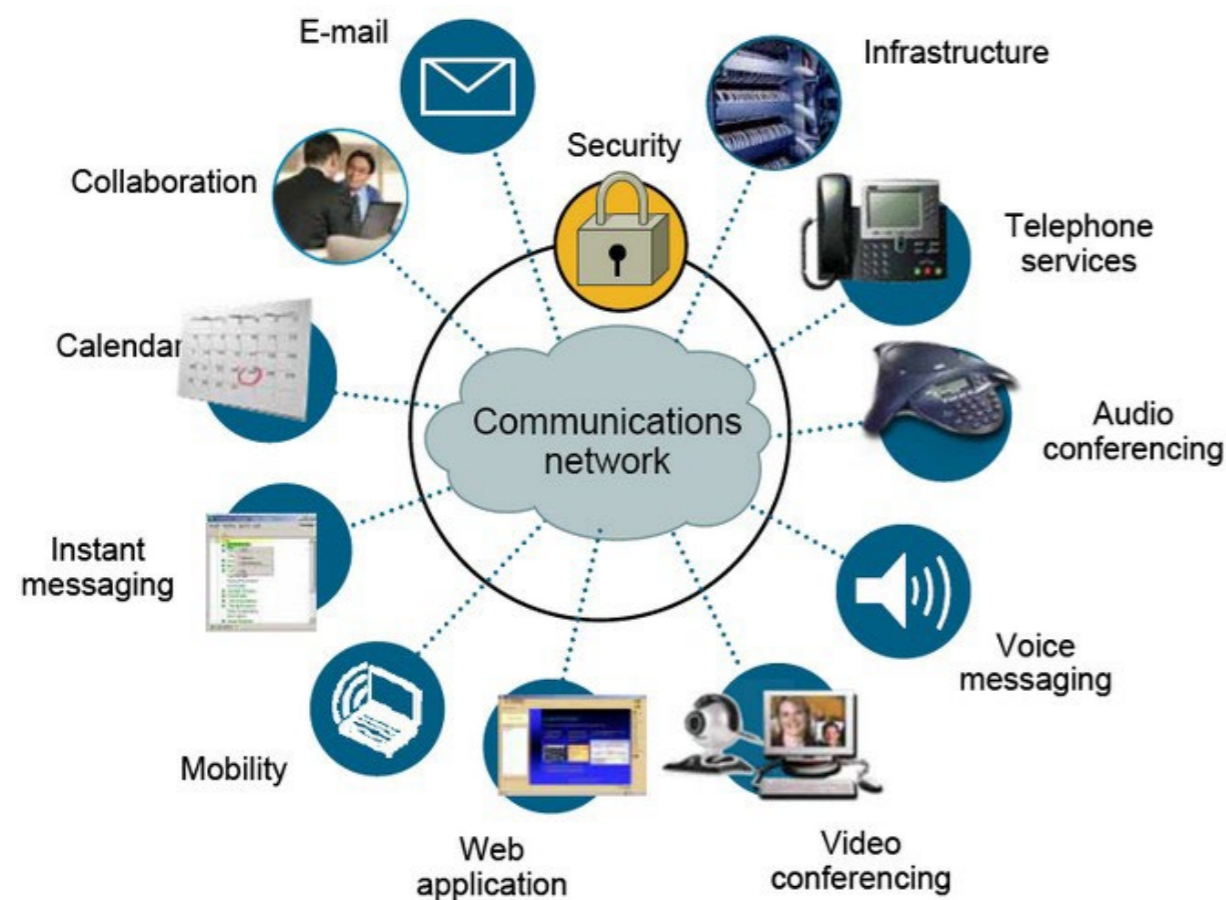 E-mail
Infrastructure
Security
Collaboration
Telephone
services
Calendar
Communications
network
Audio
conferencing
Instant
messaging
Voice
messaging
Mobility
Web
application
Video
conferencing